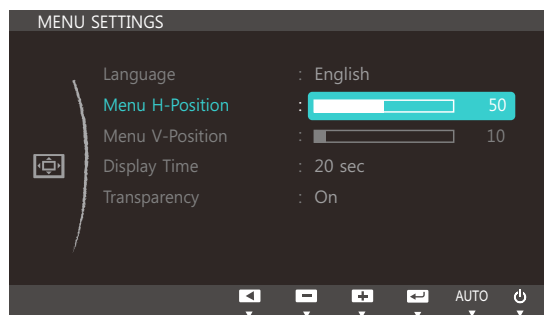 MENU SETTINGS
Language : English
Menu H-Position : 50
Menu V-Position : 10
Display Time : 20 sec
Transparency : On
AUTO